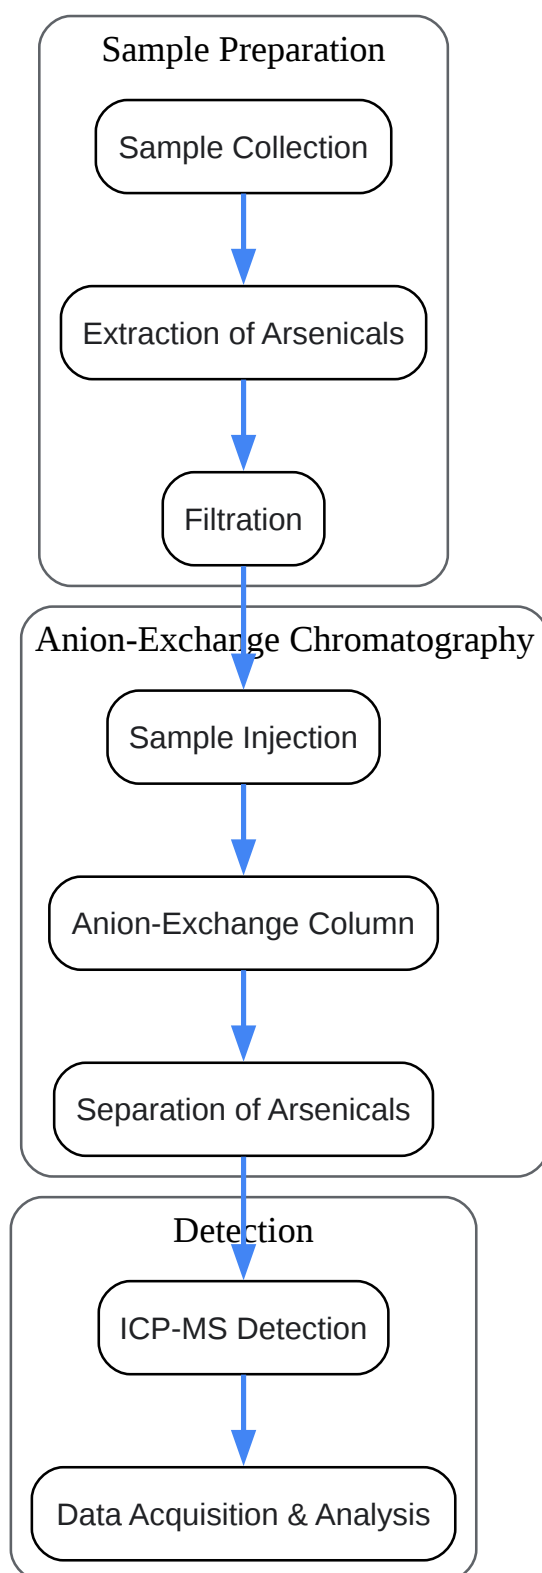 Sample Preparation
Sample Collection
Extraction of Arsenicals
Filtration
Anion-Exchange Chromatography
Sample Injection
Anion-Exchange Column
Separation of Arsenicals
Detection
ICP-MS Detection
Data Acquisition & Analysis